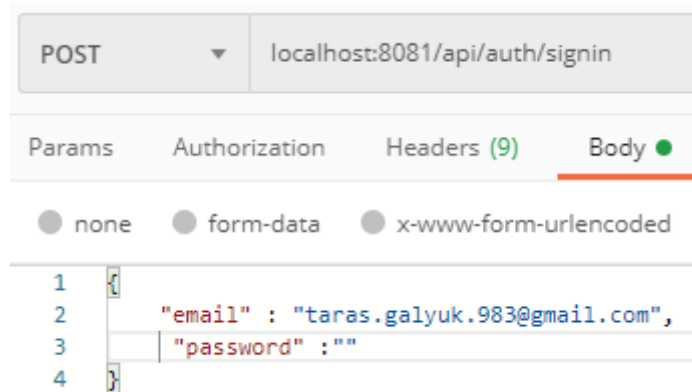 POST localhost:8081/api/auth/signin
Params Authorization Headers (9) Body
none form-data x-www-form-urlencoded
1 {
2 "email" : "taras.galyuk.983@gmail.com",
3 "password" :""
4 }